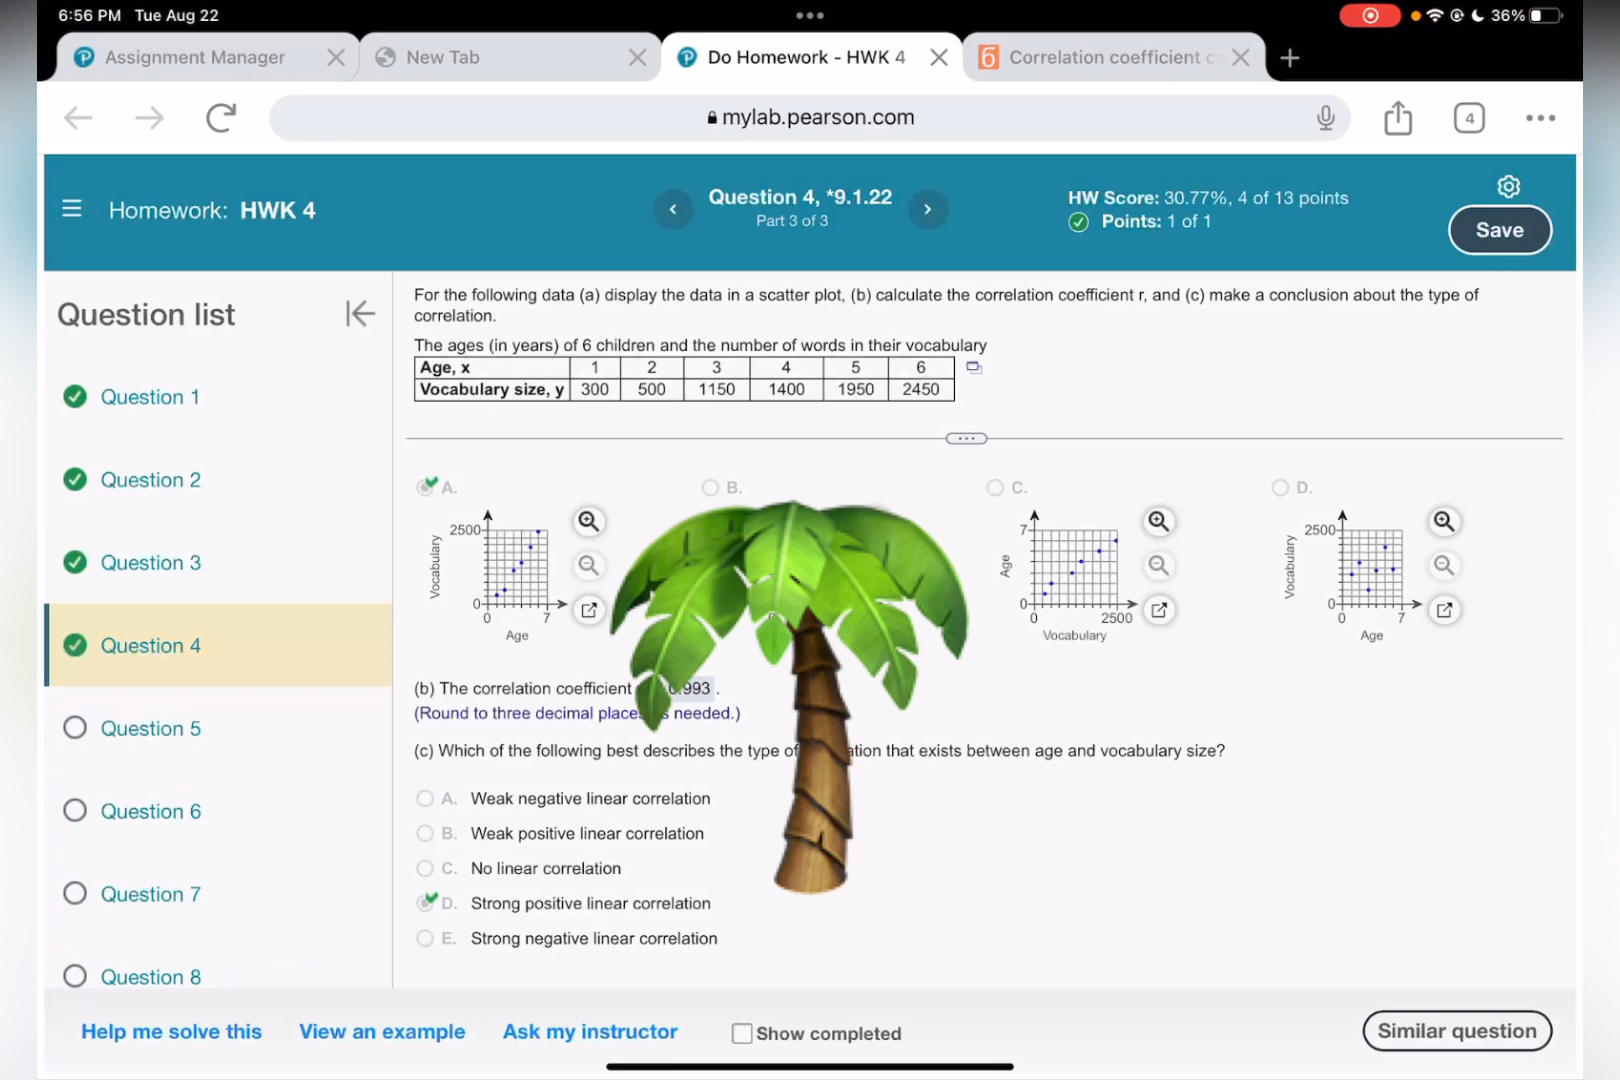 6:56 PM Tue Aug 22
36%
Assignment Manager
New Tab
Do Homework - HWK 4
Correlation coefficient
mylab.pearson.com
4
Homework: HWK 4
Question 4, *9.1.22
Part 3 of 3
HW Score: 30.77%, 4 of 13 points
Points: 1 of 1
Save
Question list
Question 1
Question 2
Question 3
Question 4
Question 5
Question 6
Question 7
Question 8
For the following data (a) display the data in a scatter plot, (b) calculate the correlation coefficient r, and (c) make a conclusion about the type of
correlation.
The ages (in years) of 6 children and the number of words in their vocabulary
Age, x 1 2 3 4 5 6
Vocabulary size, y 300 500 1150 1400 1950 2450
A.
2500
Vocabulary
0
0 7
Age
B.
C.
7
Age
0
0 2500
Vocabulary
D.
2500
Vocabulary
0
0 7
Age
(b) The correlation coefficient .993 .
(Round to three decimal needed.)
(c) Which of the following best describes the type that exists between age and vocabulary size?
A. Weak negative linear correlation
B. Weak positive linear correlation
C. No linear correlation
D. Strong positive linear correlation
E. Strong negative linear correlation
Help me solve this
View an example
Ask my instructor
Show completed
Similar question